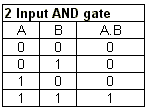 2 Input AND gate
A B A.B
0 0 0
0 1 0
1 0 0
1 1 1